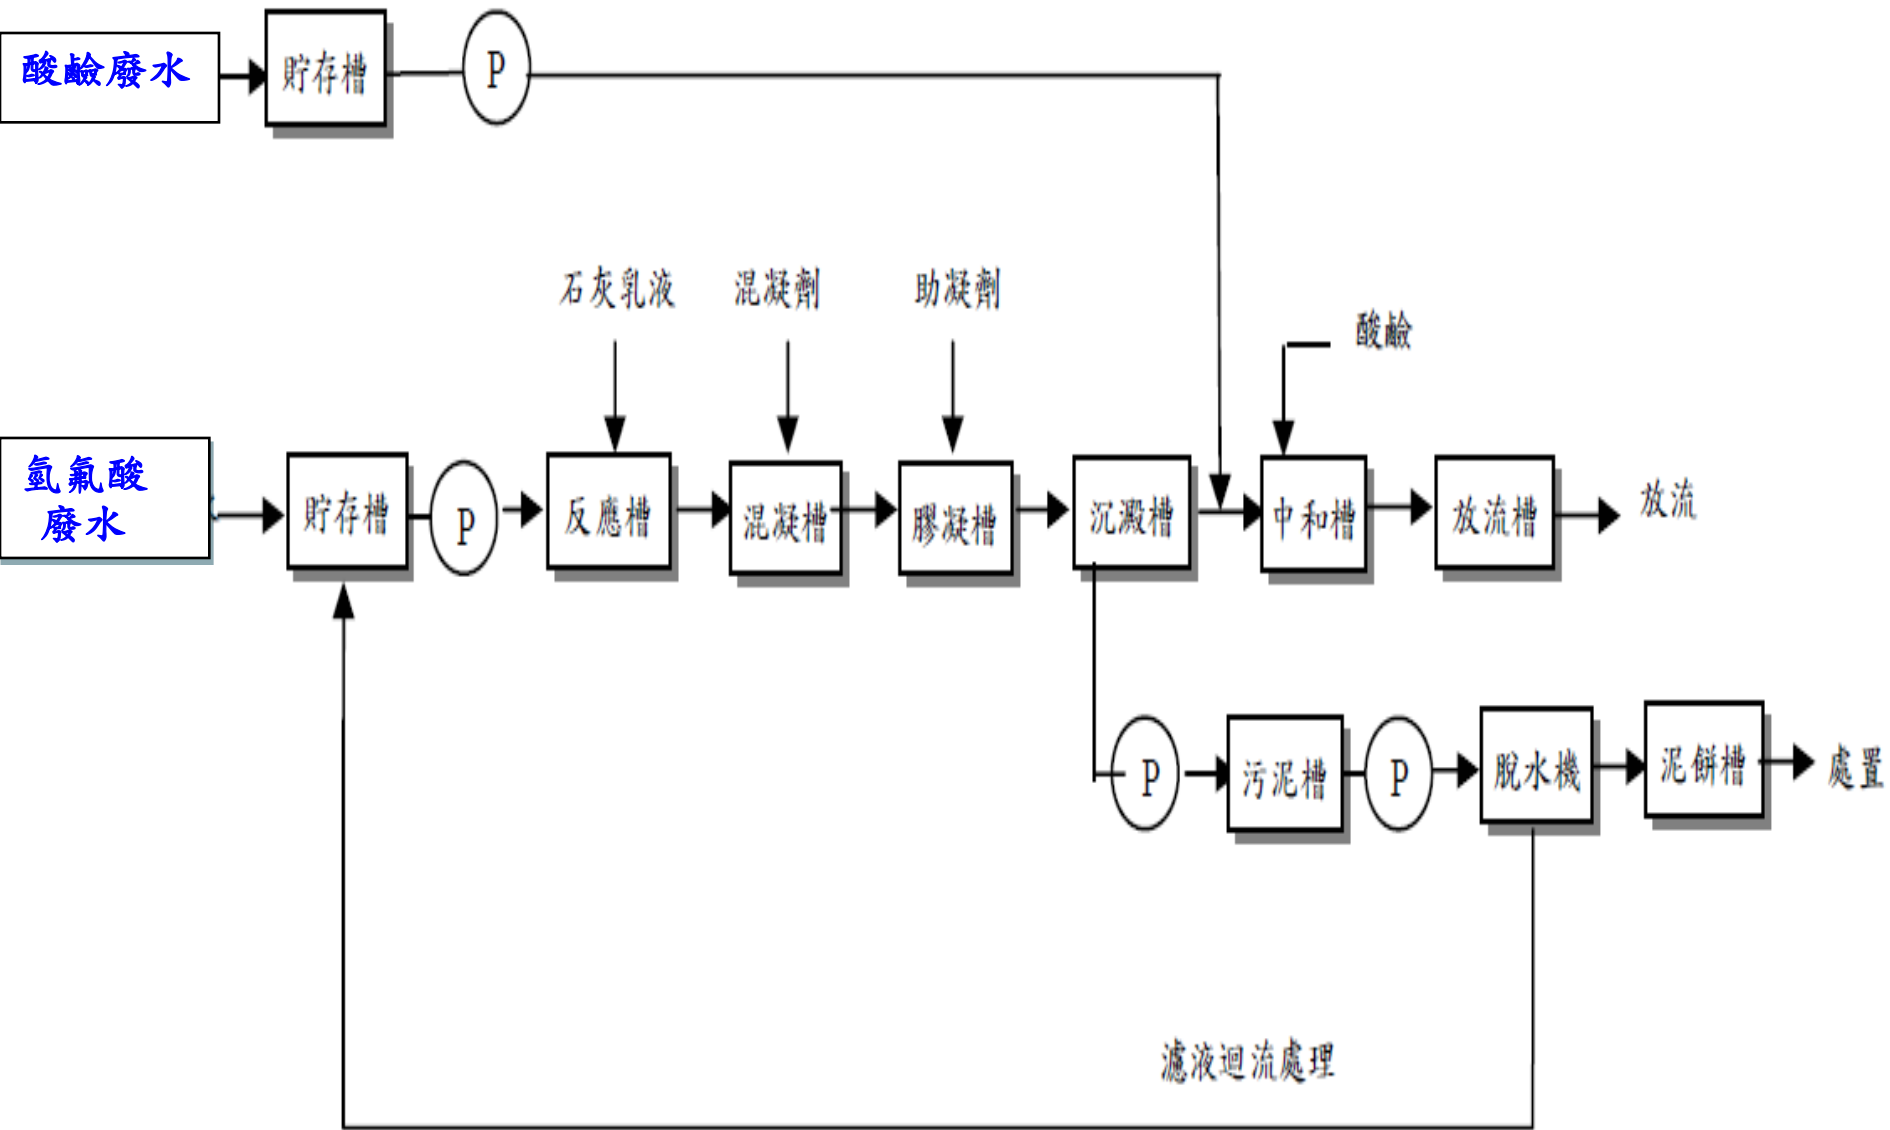 酸鹼廢水
貯存槽
P
石灰乳液
混凝劑
助凝劑
酸鹼
氫氟酸
廢水
貯存槽
P
反應槽
混凝槽
膠凝槽
沉澱槽
中和槽
放流槽
放流
P
污泥槽
P
脫水機
泥餅槽
處置
濾液迴流處理